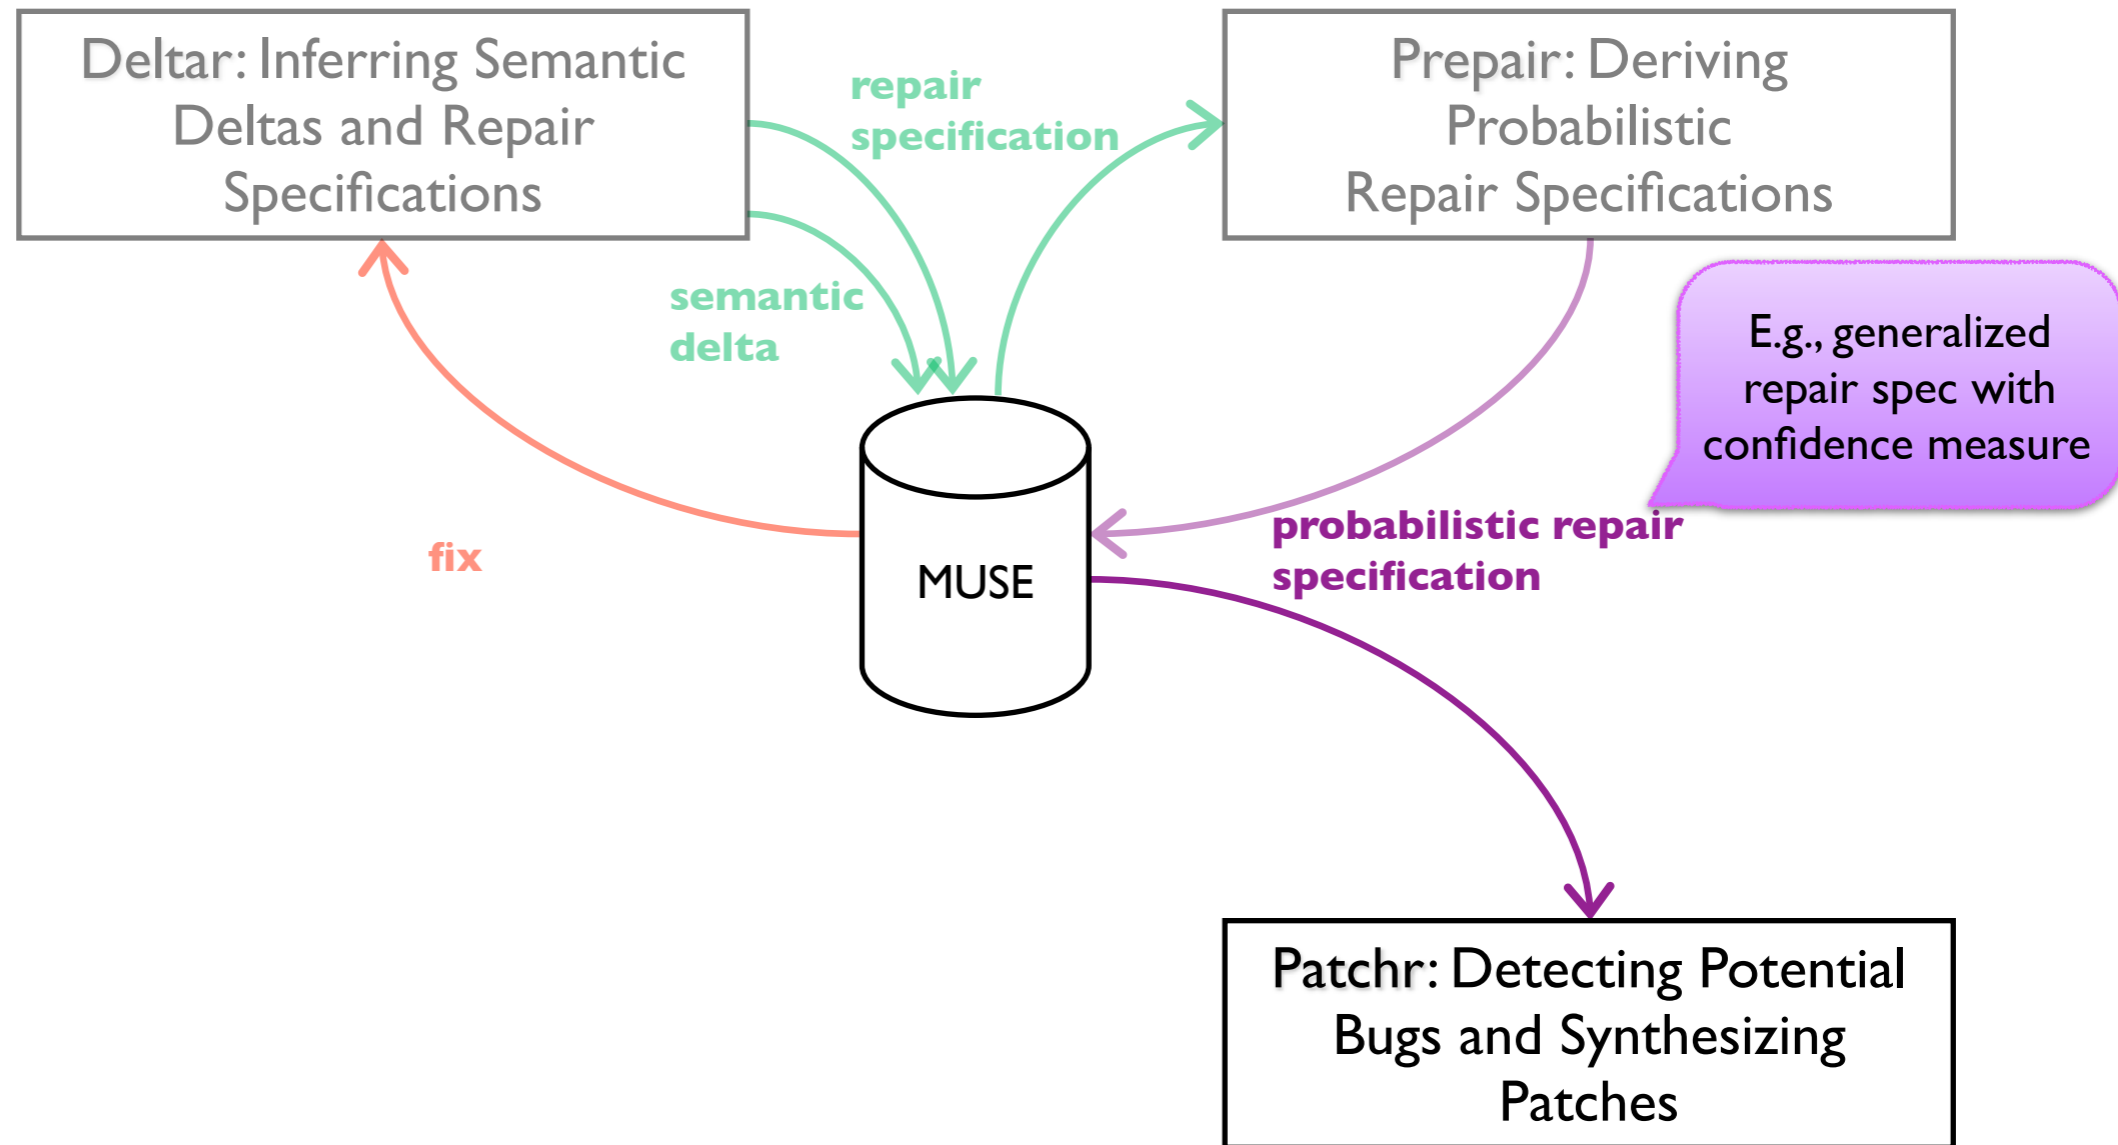 Deltar: Inferring Semantic
Deltas and Repair
Specifications
repair
specification
Prepair: Deriving
Probabilistic
Repair Specifications
semantic
delta
E.g., generalized
repair spec with
confidence measure
fix
MUSE
probabilistic repair
specification
Patchr: Detecting Potential
Bugs and Synthesizing
Patches